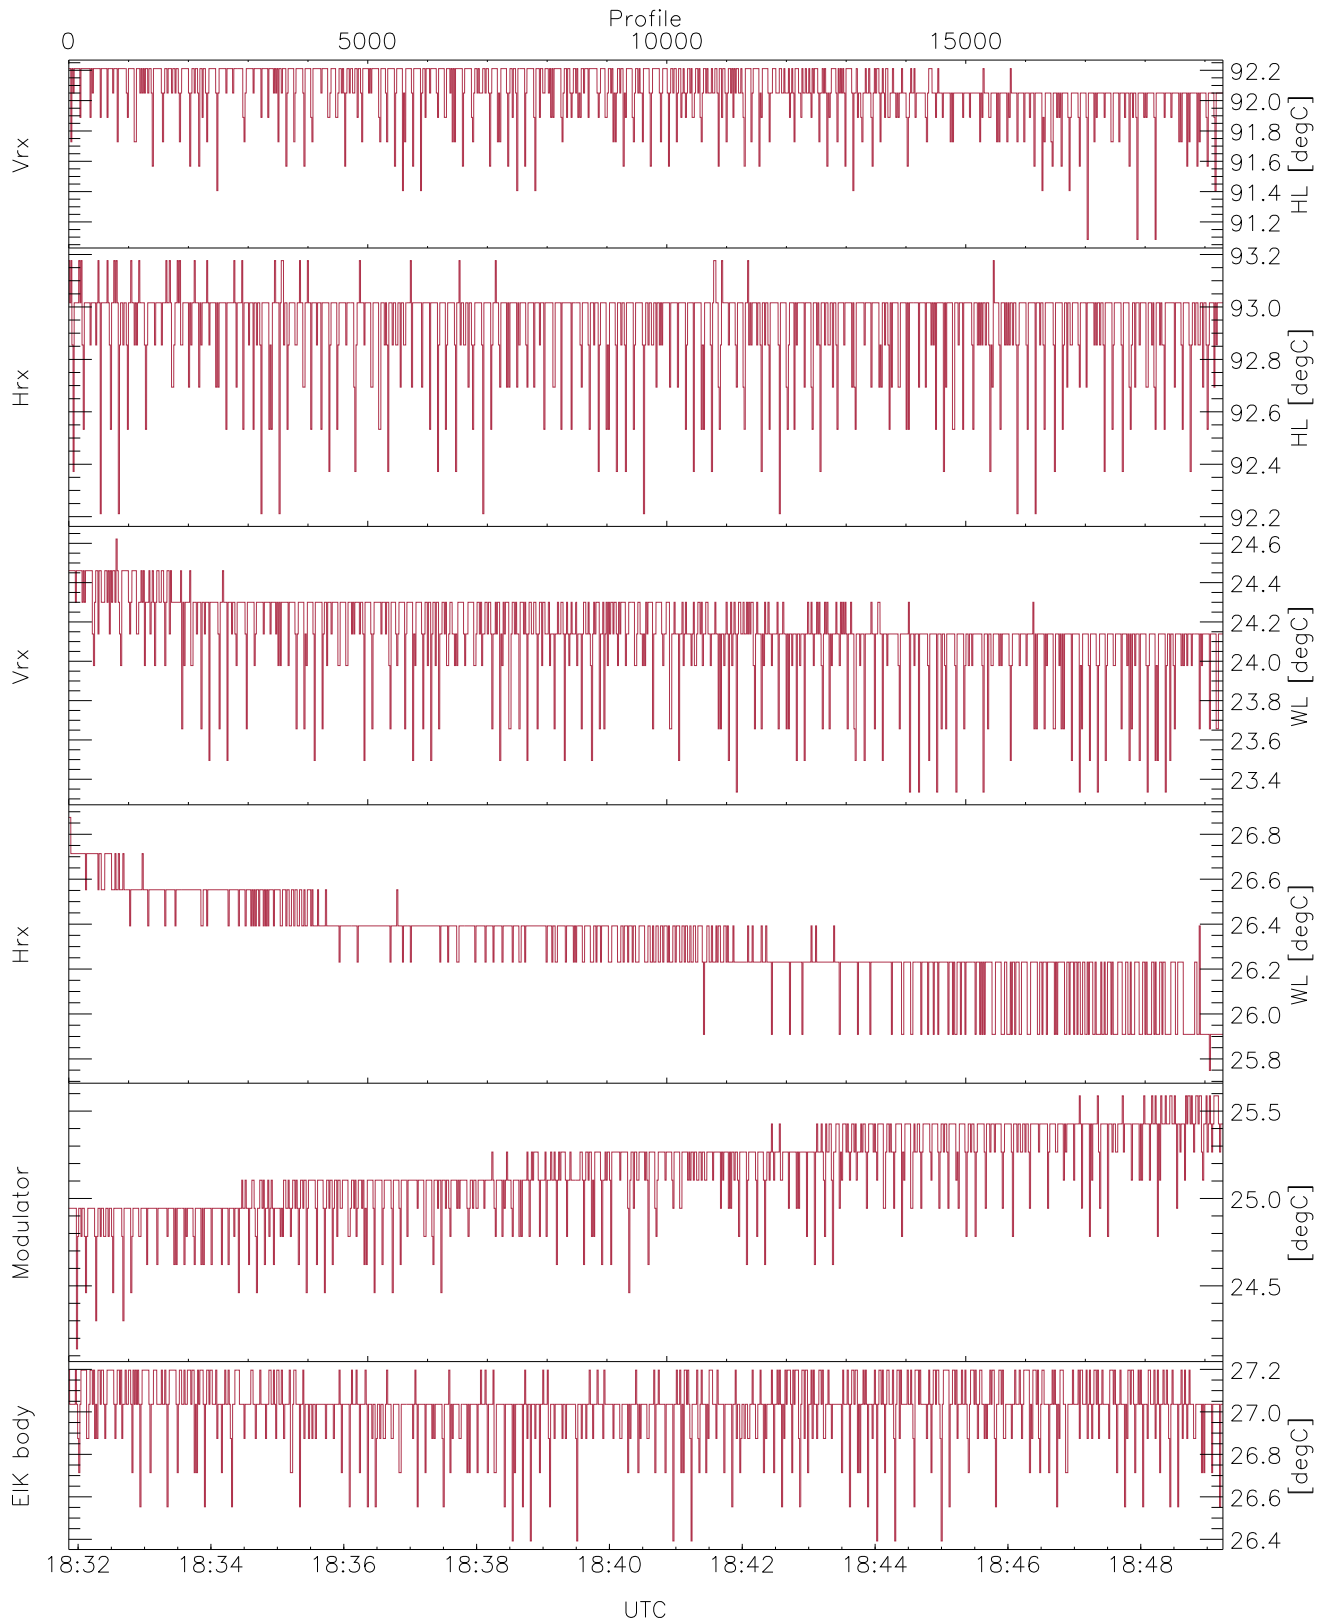 Profile
0 5000 10000 15000
Vrx
92.2
92.0
91.8
91.6
91.4
91.2
HL [degC]
Hrx
93.2
93.0
92.8
92.6
92.4
92.2
HL [degC]
Vrx
24.6
24.4
24.2
24.0
23.8
23.6
23.4
WL [degC]
Hrx
26.8
26.6
26.4
26.2
26.0
25.8
WL [degC]
Modulator
25.5
25.0
24.5
[degC]
EIK body
27.2
27.0
26.8
26.6
26.4
[degC]
18:32 18:34 18:36 18:38 18:40 18:42 18:44 18:46 18:48
UTC